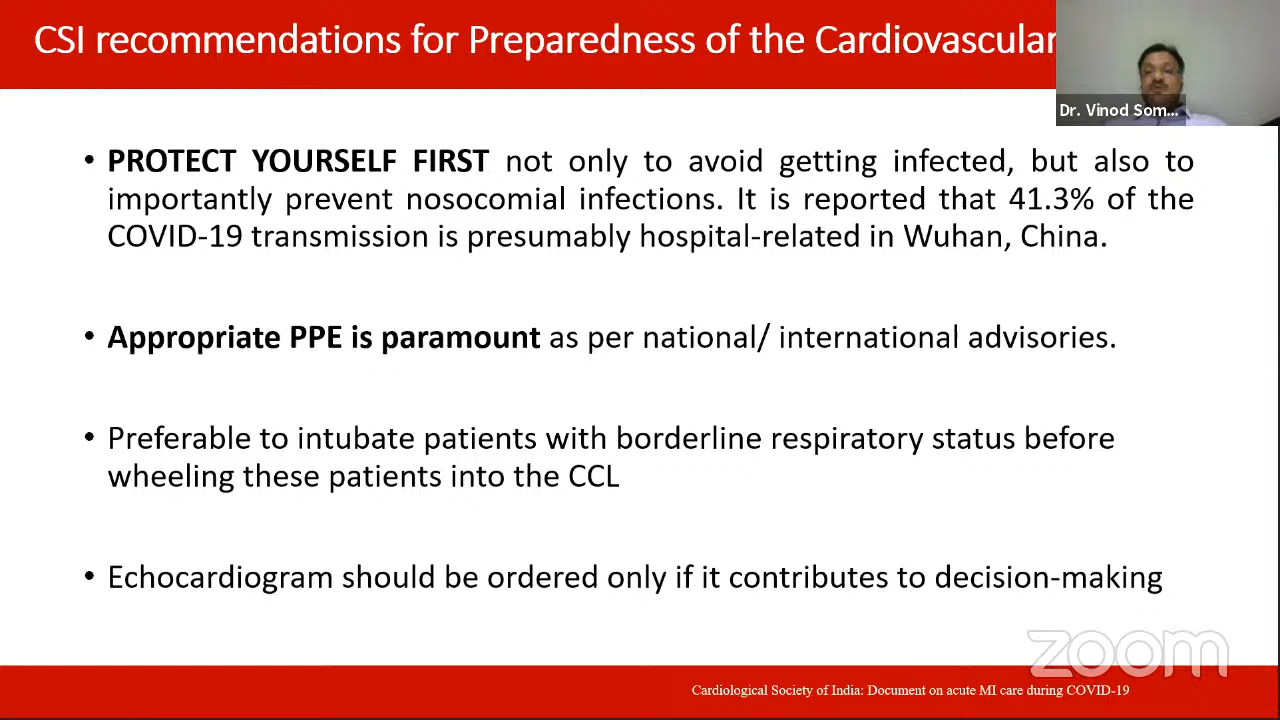 CSI recommendations for Preparedness of the Cardiovascular
Dr. Vinod Som...
• PROTECT YOURSELF FIRST not only to avoid getting infected, but also to
importantly prevent nosocomial infections. It is reported that 41.3% of the
COVID-19 transmission is presumably hospital-related in Wuhan, China.
• Appropriate PPE is paramount as per national/ international advisories.
• Preferable to intubate patients with borderline respiratory status before
wheeling these patients into the CCL
• Echocardiogram should be ordered only if it contributes to decision-making
zoom
Cardiological Society of India: Document on acute MI care during COVID-19